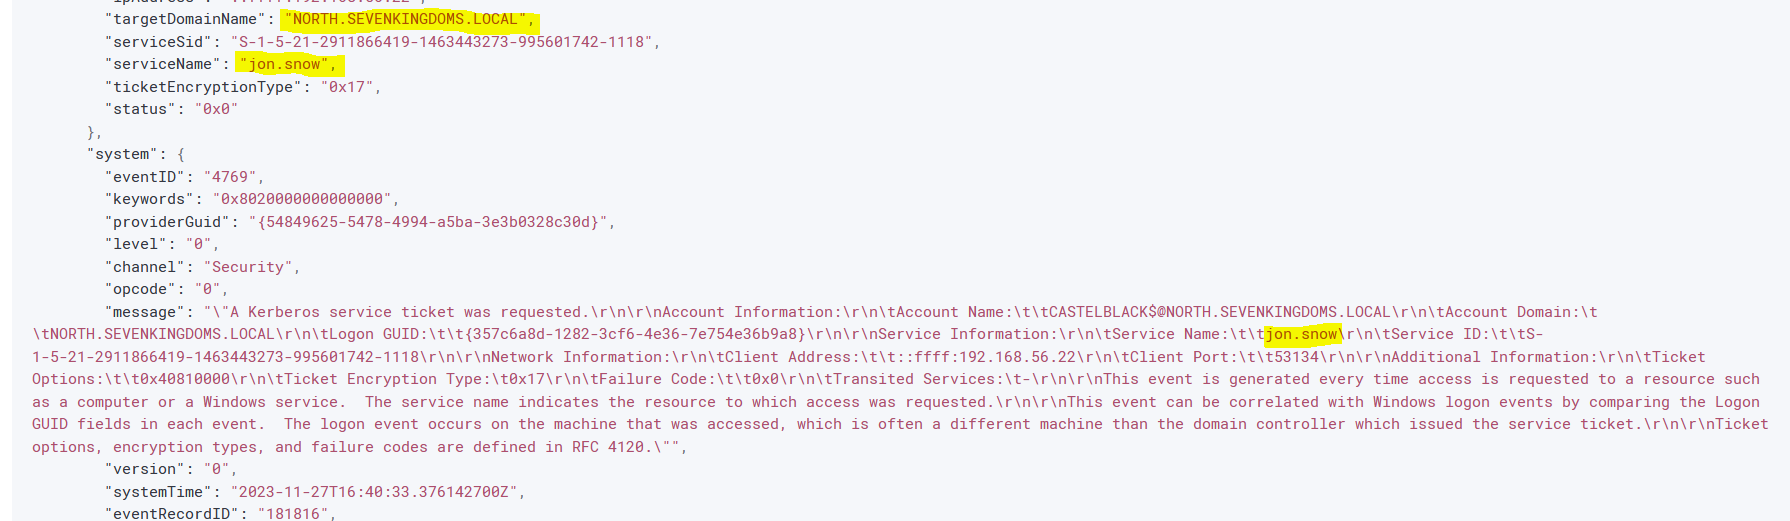 "targetDomainName": "NORTH.SEVENKINGDOMS.LOCAL",
"serviceSid": "S-1-5-21-2911866419-1463443273-995601742-1118",
"serviceName": "jon.snow",
"ticketEncryptionType": "0x17",
"status": "0x0"
},
"system": {
"eventID": "4769",
"keywords": "0x8020000000000000",
"providerGuid": "{54849625-5478-4994-a5ba-3e3b0328c30d}",
"level": "0",
"channel": "Security",
"opcode": "0",
"message": "\"A Kerberos service ticket was requested.\r\n\r\nAccount Information:\r\n\tAccount Name:\t\tCASTELBLACK$@NORTH.SEVENKINGDOMS.LOCAL\r\n\tAccount Domain:\t
\tNORTH.SEVENKINGDOMS.LOCAL\r\n\tLogon GUID:\t\t{357c6a8d-1282-3cf6-4e36-7e754e36b9a8}\r\n\r\nService Information:\r\n\tService Name:\t\tjon.snow\r\n\tService ID:\t\tS-
1-5-21-2911866419-1463443273-995601742-1118\r\n\r\nNetwork Information:\r\n\tClient Address:\t\t::ffff:192.168.56.22\r\n\tClient Port:\t\t53134\r\n\r\nAdditional Information:\r\n\tTicket
Options:\t\t0x40810000\r\n\tTicket Encryption Type:\t0x17\r\n\tFailure Code:\t\t0x0\r\n\tTransited Services:\t-\r\n\r\nThis event is generated every time access is requested to a resource such
as a computer or a Windows service.  The service name indicates the resource to which access was requested.\r\n\r\nThis event can be correlated with Windows logon events by comparing the Logon
GUID fields in each event.  The logon event occurs on the machine that was accessed, which is often a different machine than the domain controller which issued the service ticket.\r\n\r\nTicket
options, encryption types, and failure codes are defined in RFC 4120.\"",
"version": "0",
"systemTime": "2023-11-27T16:40:33.376142700Z",
"eventRecordID": "181816",